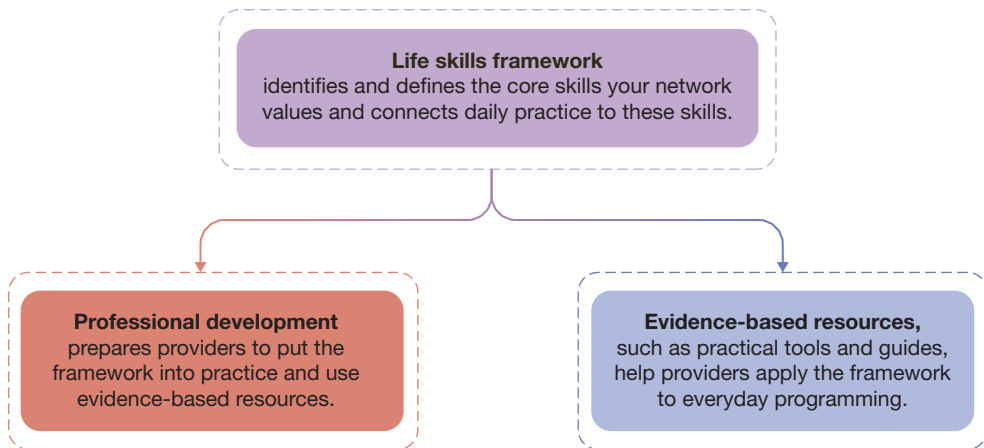 Life skills framework
identifies and defines the core skills your network
values and connects daily practice to these skills.
Professional development
prepares providers to put the
framework into practice and use
evidence-based resources.
Evidence-based resources,
such as practical tools and guides,
help providers apply the framework
to everyday programming.